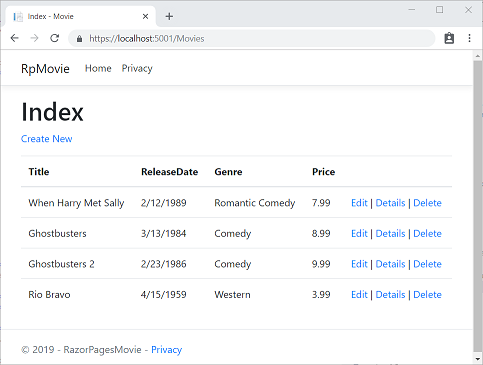 Index - Movie
https://localhost:5001/Movies
RpMovie Home Privacy
Index
Create New
Title ReleaseDate Genre Price
When Harry Met Sally 2/12/1989 Romantic Comedy 7.99 Edit | Details | Delete
Ghostbusters 3/13/1984 Comedy 8.99 Edit | Details | Delete
Ghostbusters 2 2/23/1986 Comedy 9.99 Edit | Details | Delete
Rio Bravo 4/15/1959 Western 3.99 Edit | Details | Delete
© 2019 - RazorPagesMovie - Privacy